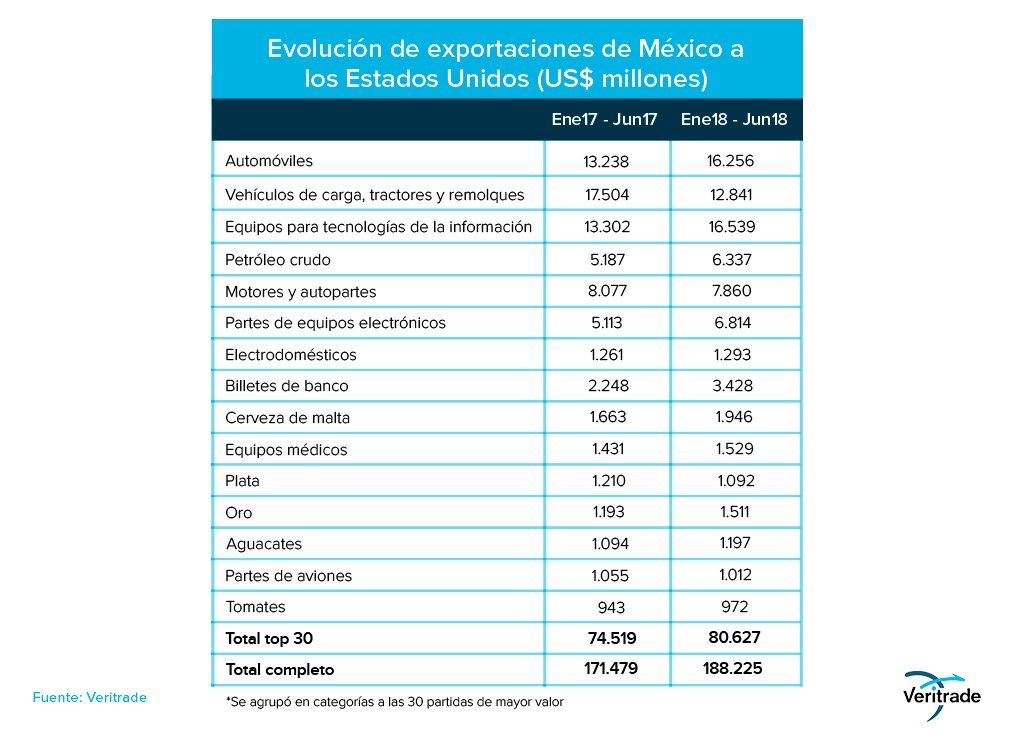 Evolución de exportaciones de México a
los Estados Unidos (US$ millones)
Ene17 - Jun17 Ene18 - Jun18
Automóviles 13.238 16.256
Vehículos de carga, tractores y remolques 17.504 12.841
Equipos para tecnologías de la información 13.302 16.539
Petróleo crudo 5.187 6.337
Motores y autopartes 8.077 7.860
Partes de equipos electrónicos 5.113 6.814
Electrodomésticos 1.261 1.293
Billetes de banco 2.248 3.428
Cerveza de malta 1.663 1.946
Equipos médicos 1.431 1.529
Plata 1.210 1.092
Oro 1.193 1.511
Aguacates 1.094 1.197
Partes de aviones 1.055 1.012
Tomates 943 972
Total top 30 74.519 80.627
Total completo 171.479 188.225
Fuente: Veritrade
*Se agrupó en categorías a las 30 partidas de mayor valor
Veritrade